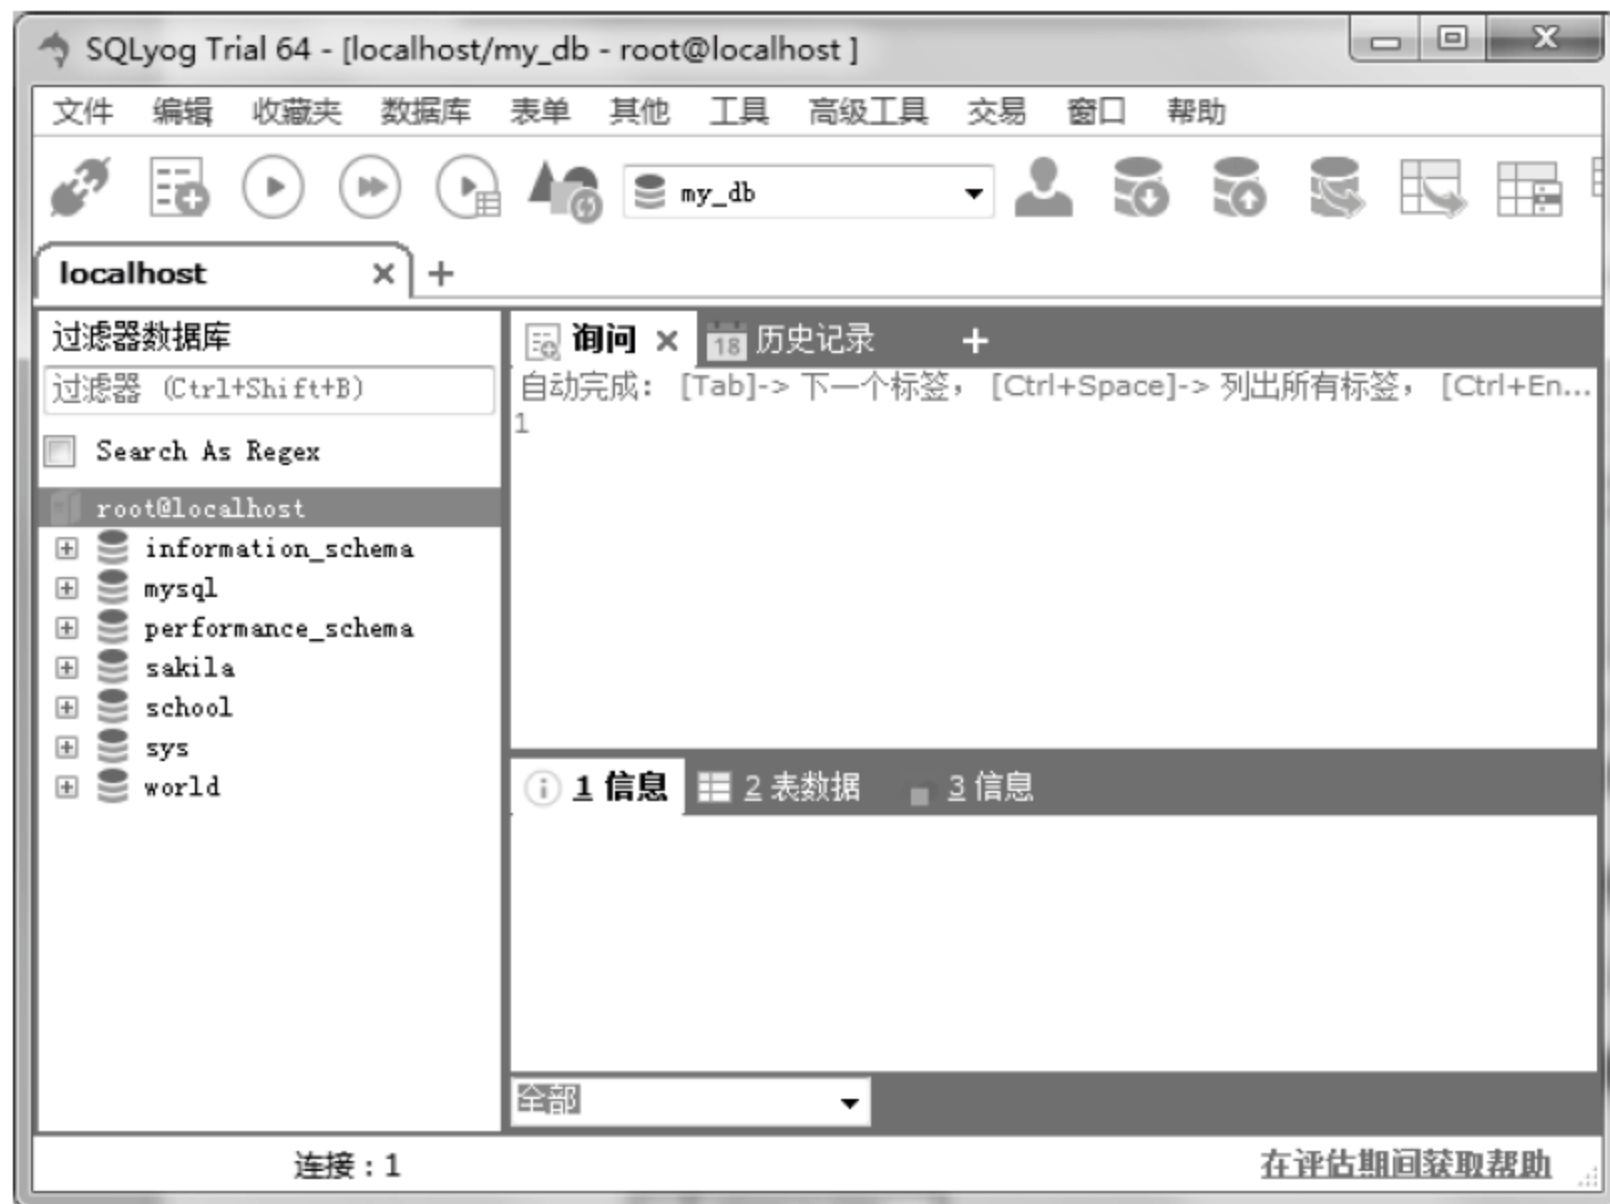 SQLyog Trial 64 - [localhost/my_db - root@localhost ]
文件 编辑 收藏夹 数据库 表单 其他 工具 高级工具 交易 窗口 帮助
my_db
localhost
过滤器数据库
过滤器 (Ctrl+Shift+B)
Search As Regex
root@localhost
information_schema
mysql
performance_schema
sakila
school
sys
world
询问 18 历史记录
自动完成: [Tab]-> 下一个标签, [Ctrl+Space]-> 列出所有标签, [Ctrl+En...
1
1 信息 2 表数据 3 信息
全部
连接 : 1 在评估期间获取帮助